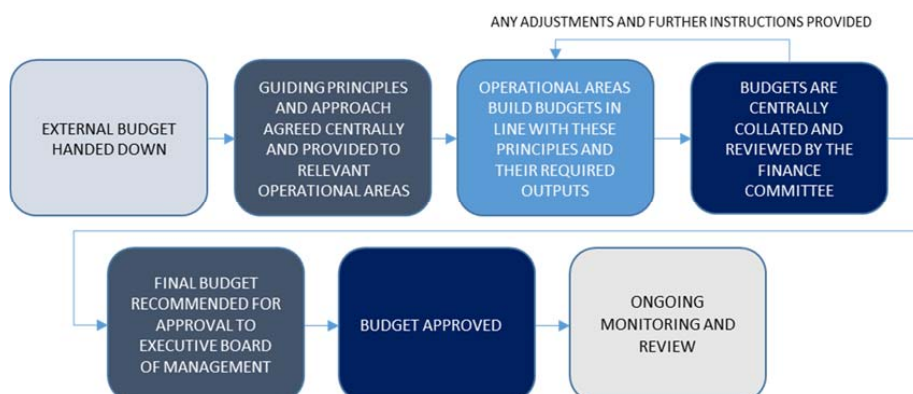 ANY ADJUSTMENTS AND FURTHER INSTRUCTIONS PROVIDED
EXTERNAL BUDGET
HANDED DOWN
GUIDING PRINCIPLES
AND APPROACH
AGREED CENTRALLY
AND PROVIDED TO
RELEVANT
OPERATIONAL AREAS
OPERATIONAL AREAS
BUILD BUDGETS IN
LINE WITH THESE
PRINCIPLES AND
THEIR REQUIRED
OUTPUTS
BUDGETS ARE
CENTRALLY
COLLATED AND
REVIEWED BY THE
FINANCE
COMMITTEE
FINAL BUDGET
RECOMMENDED FOR
APPROVAL TO
EXECUTIVE BOARD
OF MANAGEMENT
BUDGET APPROVED
ONGOING
MONITORING AND
REVIEW